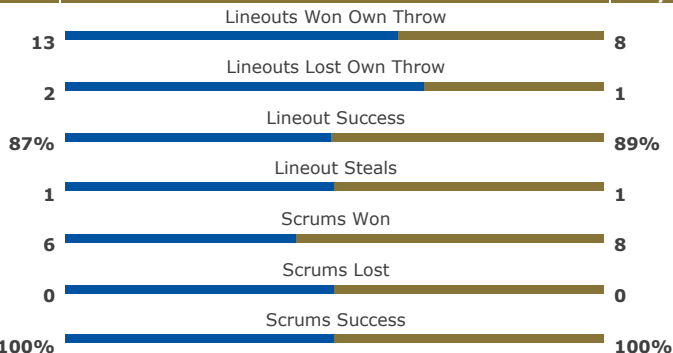 Lineouts Won Own Throw
13 8
Lineouts Lost Own Throw
2 1
Lineout Success
87% 89%
Lineout Steals
1 1
Scrums Won
6 8
Scrums Lost
0 0
Scrums Success
100% 100%